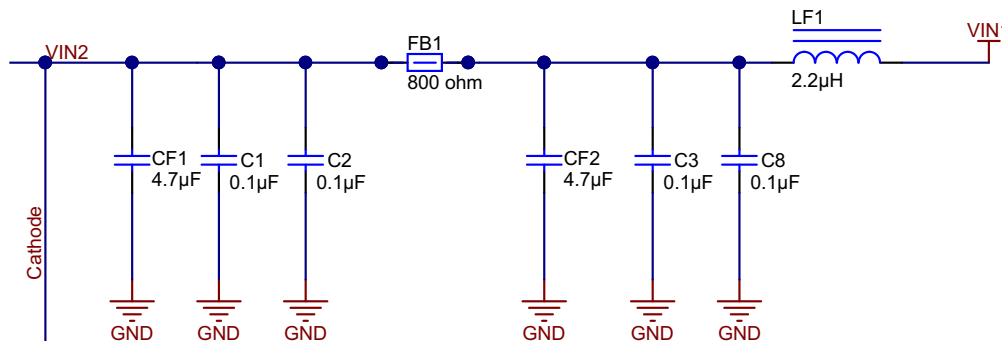 LF1
VIN1
FB1
VIN2
800 ohm
2.2µH
CF1
4.7µF
C1
0.1µF
C2
0.1µF
CF2
4.7µF
C3
0.1µF
C8
0.1µF
Cathode
GND
GND
GND
GND
GND
GND